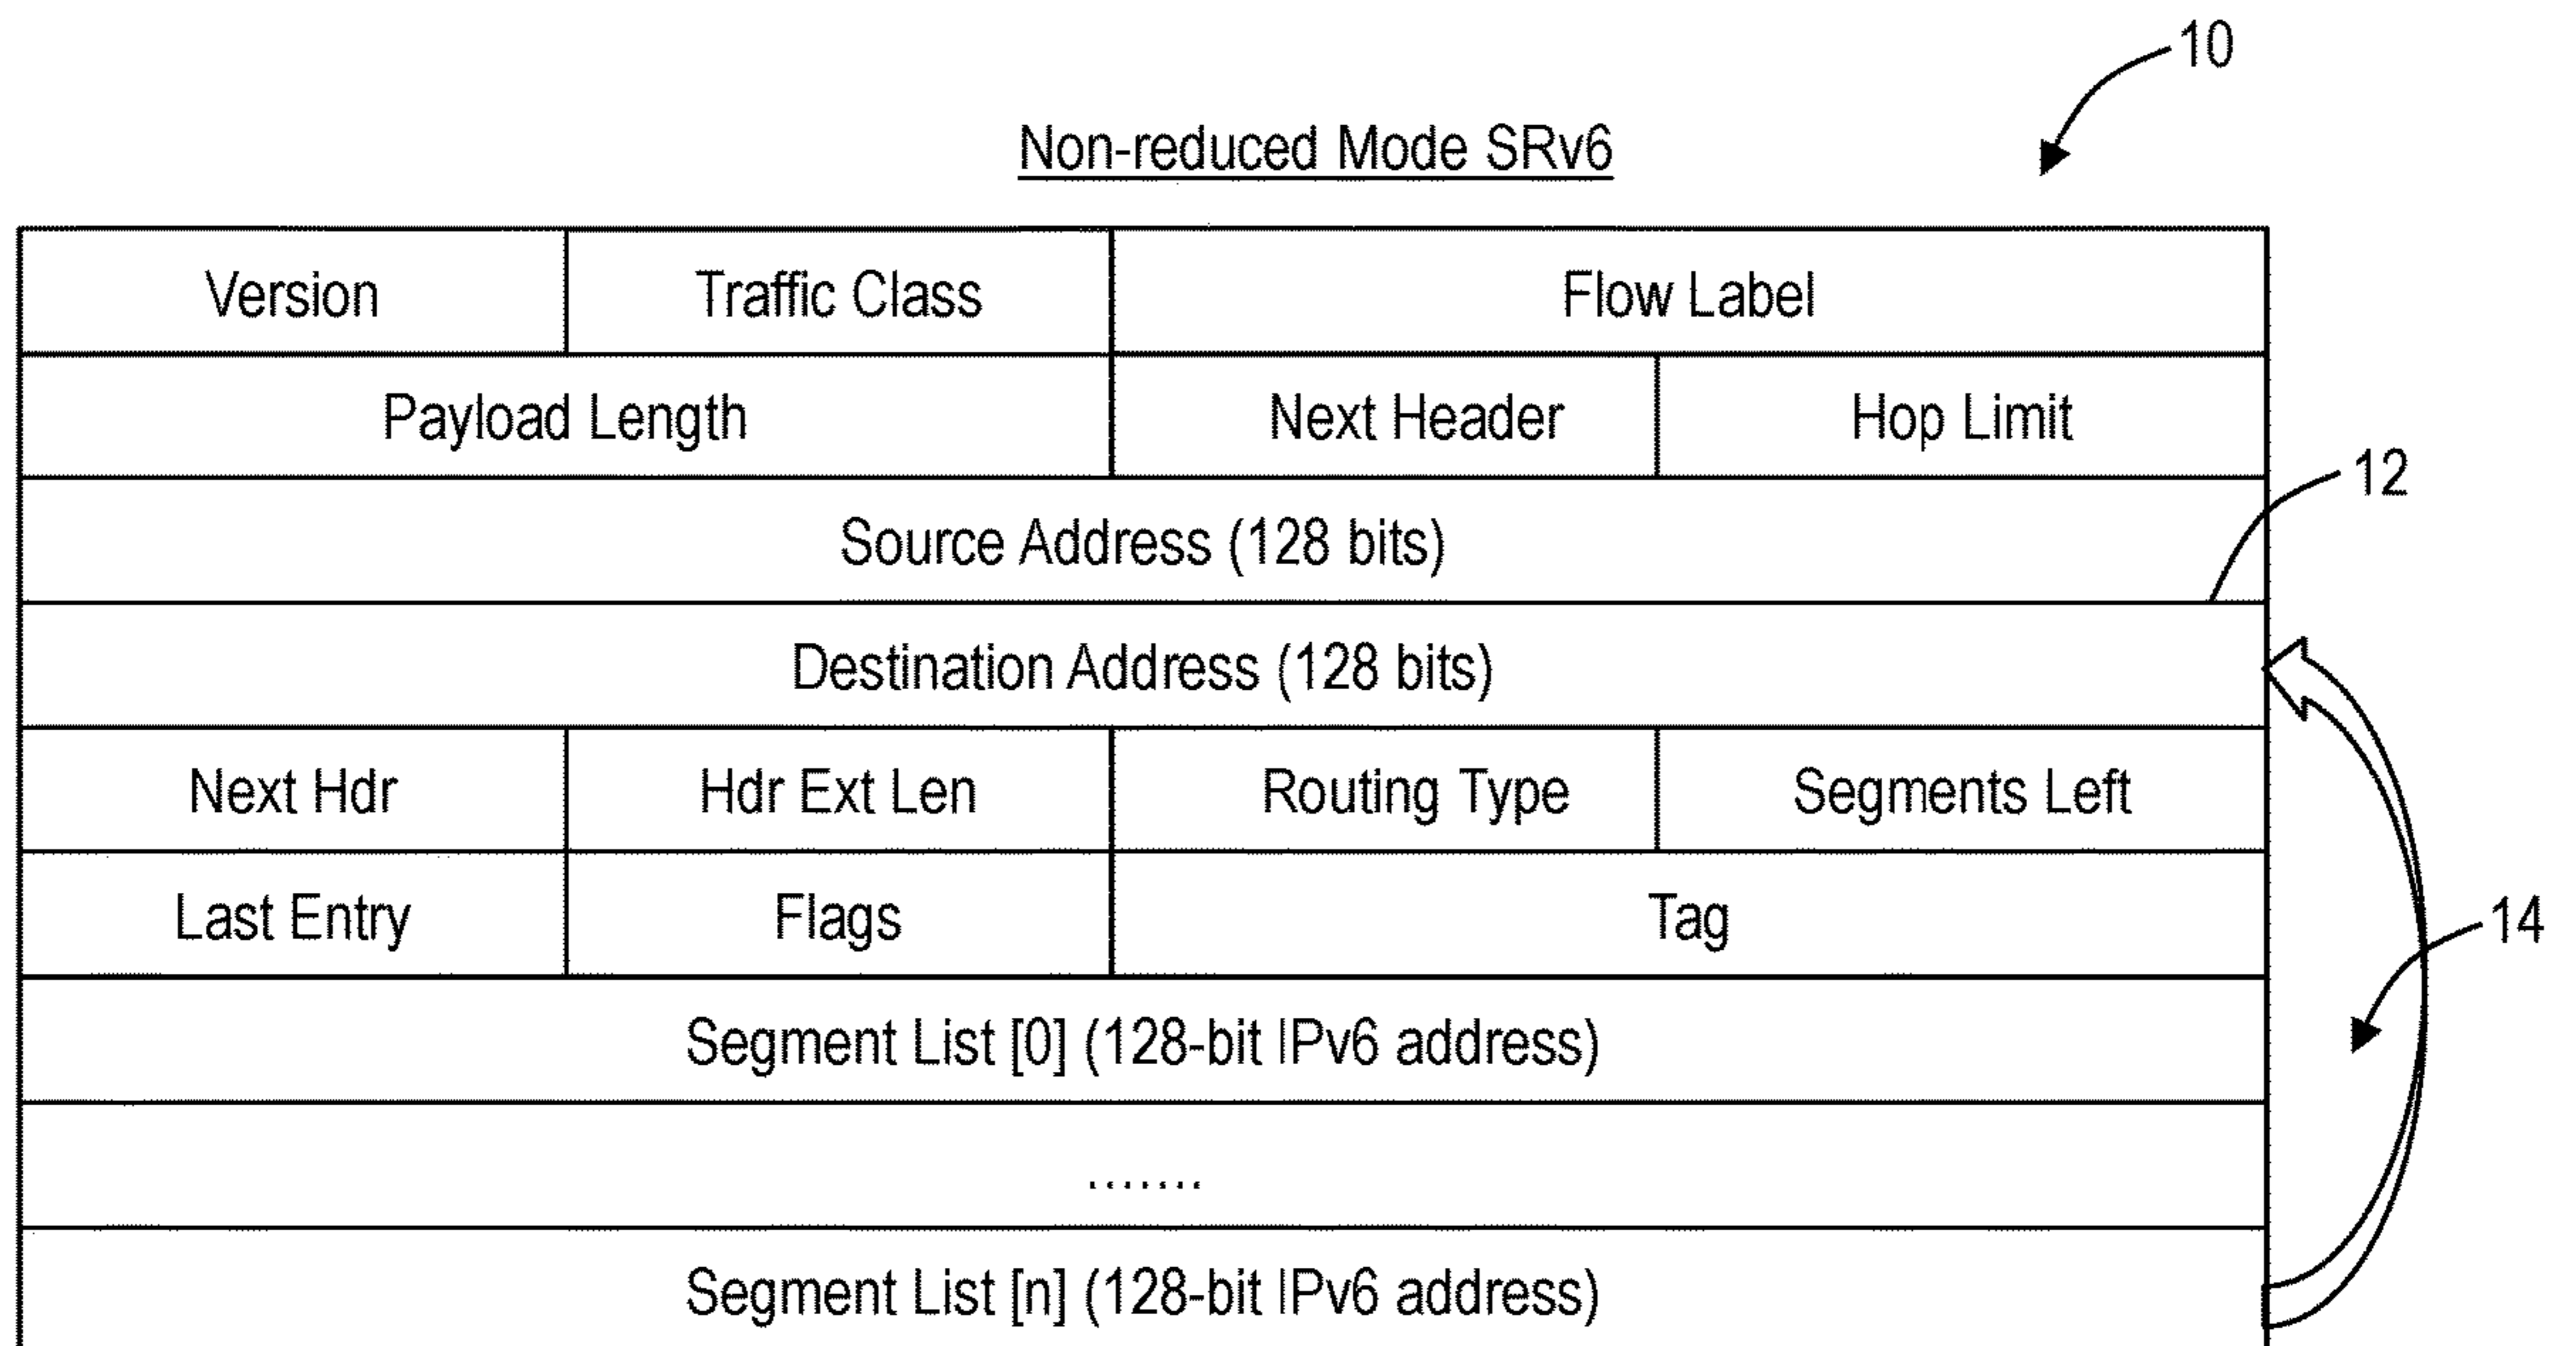 10
Non-reduced Mode SRv6
Version Traffic Class Flow Label
Payload Length Next Header Hop Limit
12
Source Address (128 bits)
Destination Address (128 bits)
Next Hdr Hdr Ext Len Routing Type Segments Left
Last Entry Flags Tag
14
Segment List [0] (128-bit IPv6 address)
.......
Segment List [n] (128-bit IPv6 address)